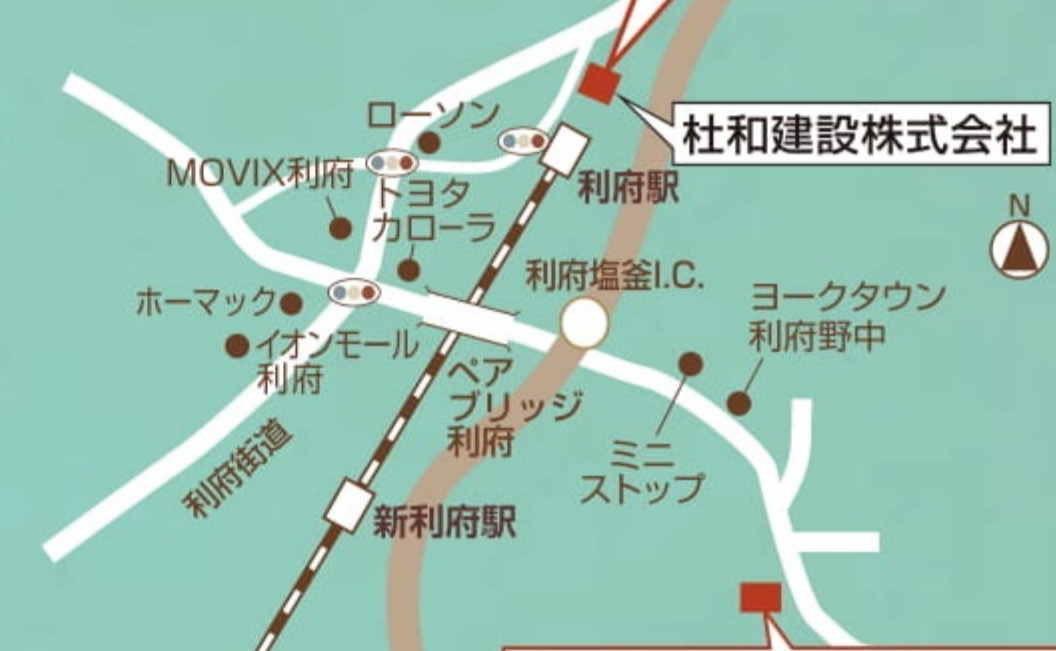 ローソン
杜和建設株式会社
MOVIX利府
トヨタ
カローラ
利府駅
N
利府塩釜I.C.
ホーマック
ヨークタウン
利府野中
イオンモール
利府
ペア
ブリッジ
利府
利府街道
ミニ
ストップ
新利府駅